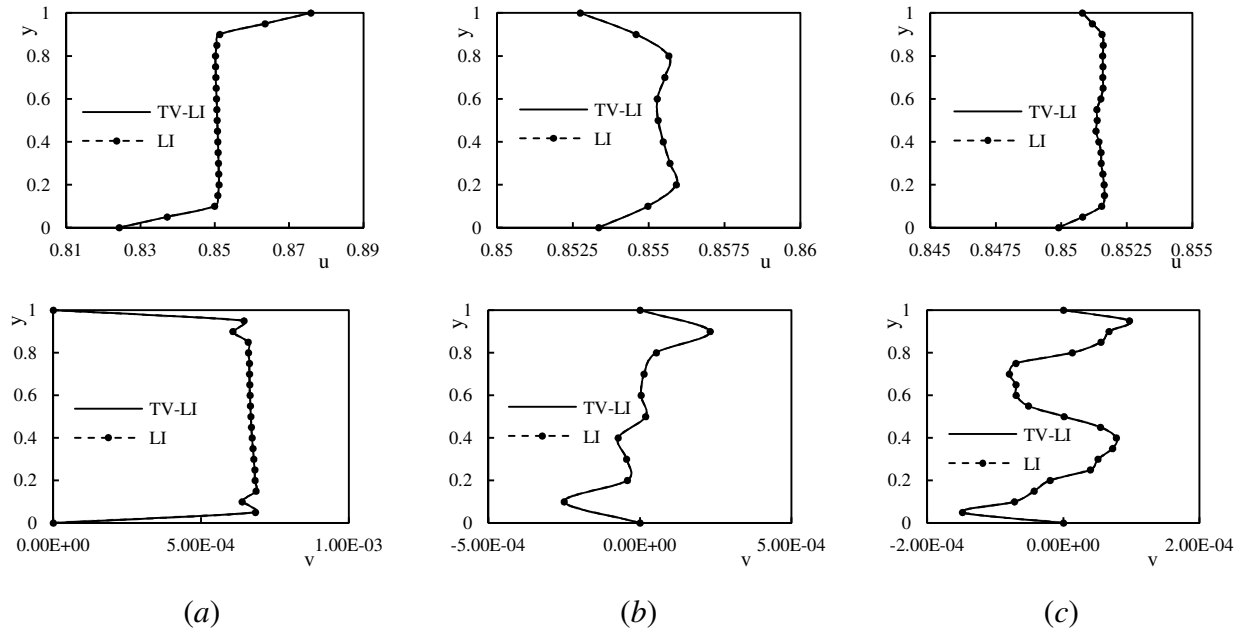 1
0.8
0.6
0.4
0.2
0
y
TV-LI
LI
0.81
0.83
0.85
0.87
0.89
u
1
0.8
0.6
0.4
0.2
0
y
TV-LI
LI
0.85
0.8525
0.855
0.8575
0.86
u
1
0.8
0.6
0.4
0.2
0
y
TV-LI
LI
0.845
0.8475
0.85
0.8525
0.855
u
1
0.8
0.6
0.4
0.2
0
y
TV-LI
LI
0.00E+00
5.00E-04
1.00E-03
v
1
0.8
0.6
0.4
0.2
0
y
TV-LI
LI
-5.00E-04
0.00E+00
5.00E-04
v
1
0.8
0.6
0.4
0.2
0
y
TV-LI
LI
-2.00E-04
0.00E+00
2.00E-04
v
(a)
(b)
(c)